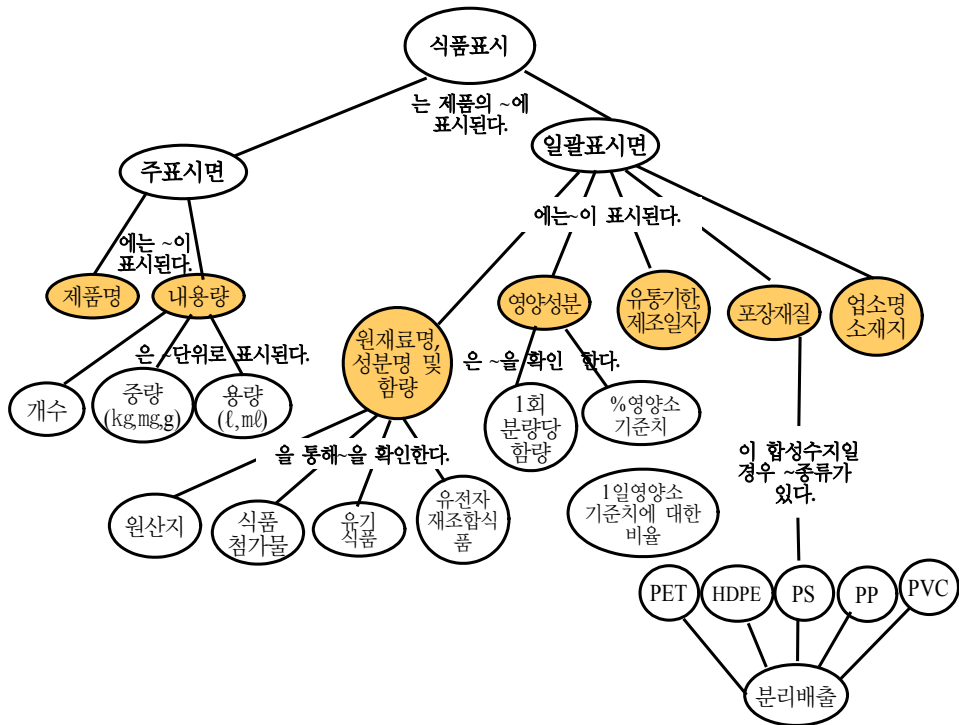 식품표시
는 제품의 ~에
표시된다.
주표시면
일괄표시면
에는 ~이
표시된다.
에는~이 표시된다.
제품명
내용량
원재료명,
성분명 및
함량
영양성분
유통기한,
제조일자
포장재질
업소명
소재지
은 ~단위로 표시된다.
은 ~을 확인 한다.
개수
중량
(kg,mg,g)
용량
(ℓ,mℓ)
1회
분량당
함량
%영양소
기준치
을 통해~을 확인한다.
이 합성수지일
경우 ~종류가
있다.
원산지
식품
첨가물
유기
식품
유전자
재조합식
품
1일영양소
기준치에 대한
비율
PET
HDPE
PS
PP
PVC
분리배출